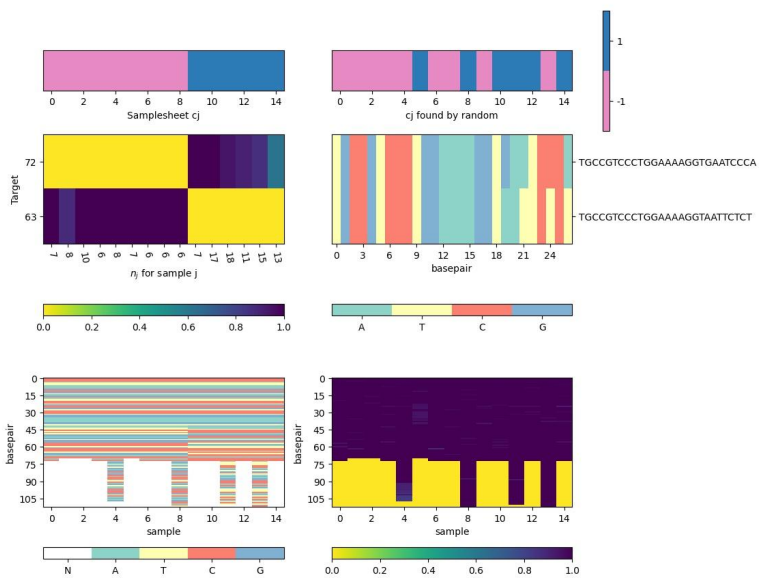 1
-1
0 2 4 6 8 10 12 14
Samplesheet cj
0 2 4 6 8 10 12 14
cj found by random
Target
72
63
7 8 10 6 6 6 6 6 6 7 17 18 11 15 13
n_j for sample j
TGCCGTCCCTGGAAAAGGTGAATCCCA
TGCCGTCCCTGGAAAAGGTAATTCTCT
0 3 6 9 12 15 18 21 24
basepair
0.0 0.2 0.4 0.6 0.8 1.0
A T C G
basepair
0
15
30
45
60
75
90
105
0 2 4 6 8 10 12 14
sample
basepair
0
15
30
45
60
75
90
105
0 2 4 6 8 10 12 14
sample
N A T C G
0.0 0.2 0.4 0.6 0.8 1.0